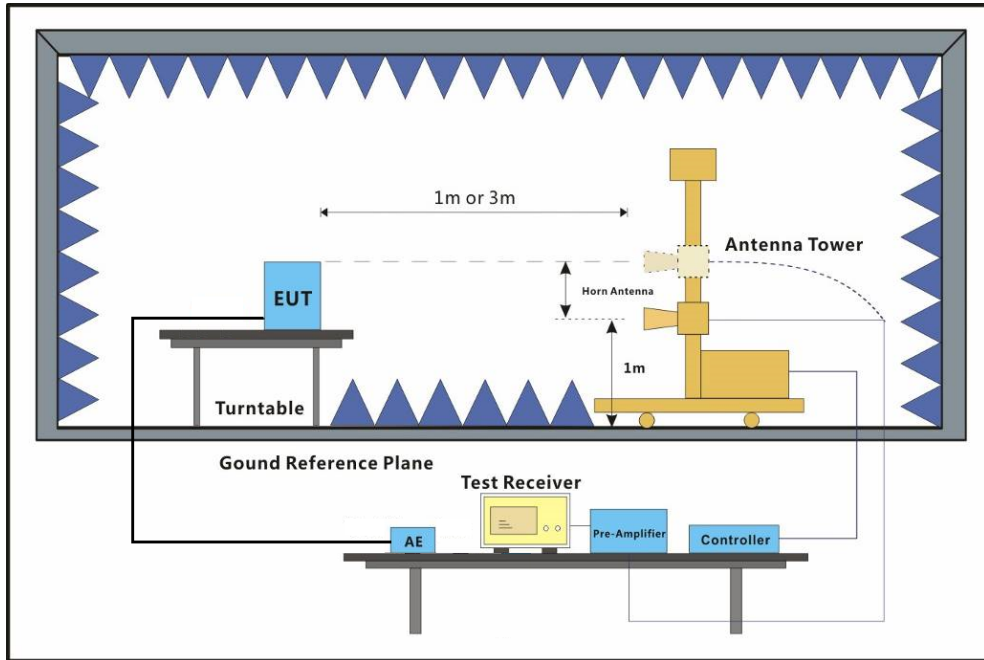 1m or 3m
Antenna Tower
EUT
Horn Antenna
1m
Turntable
Gound Reference Plane
Test Receiver
AE
Pre-Amplifier
Controller